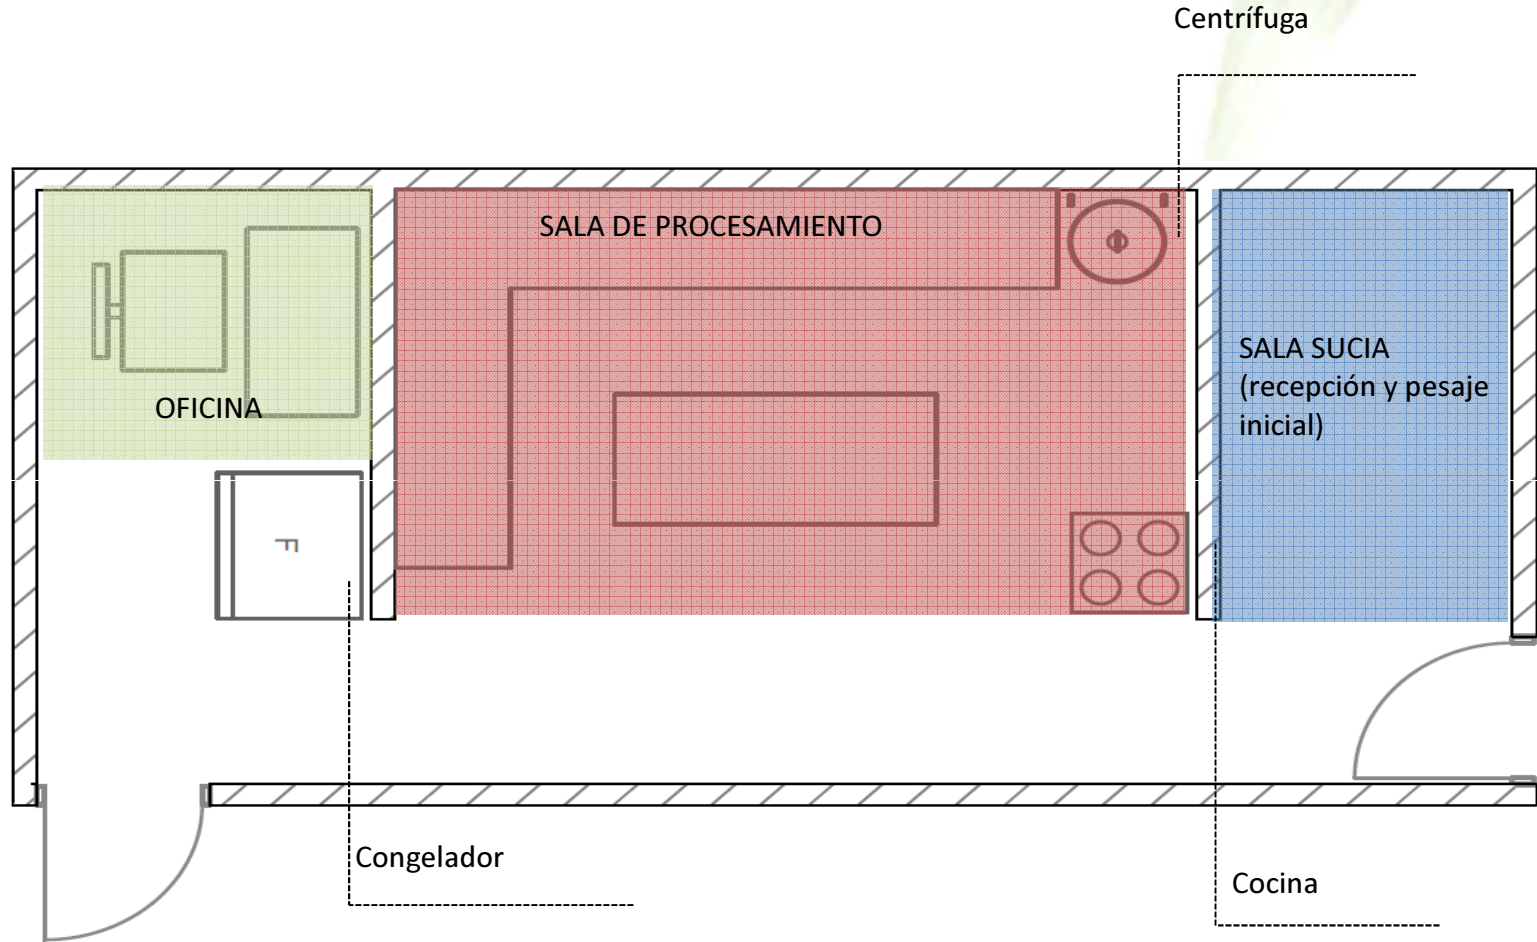 Centrífuga
SALA DE PROCESAMIENTO
SALA SUCIA
(recepción y pesaje
inicial)
OFICINA
F
Congelador
Cocina